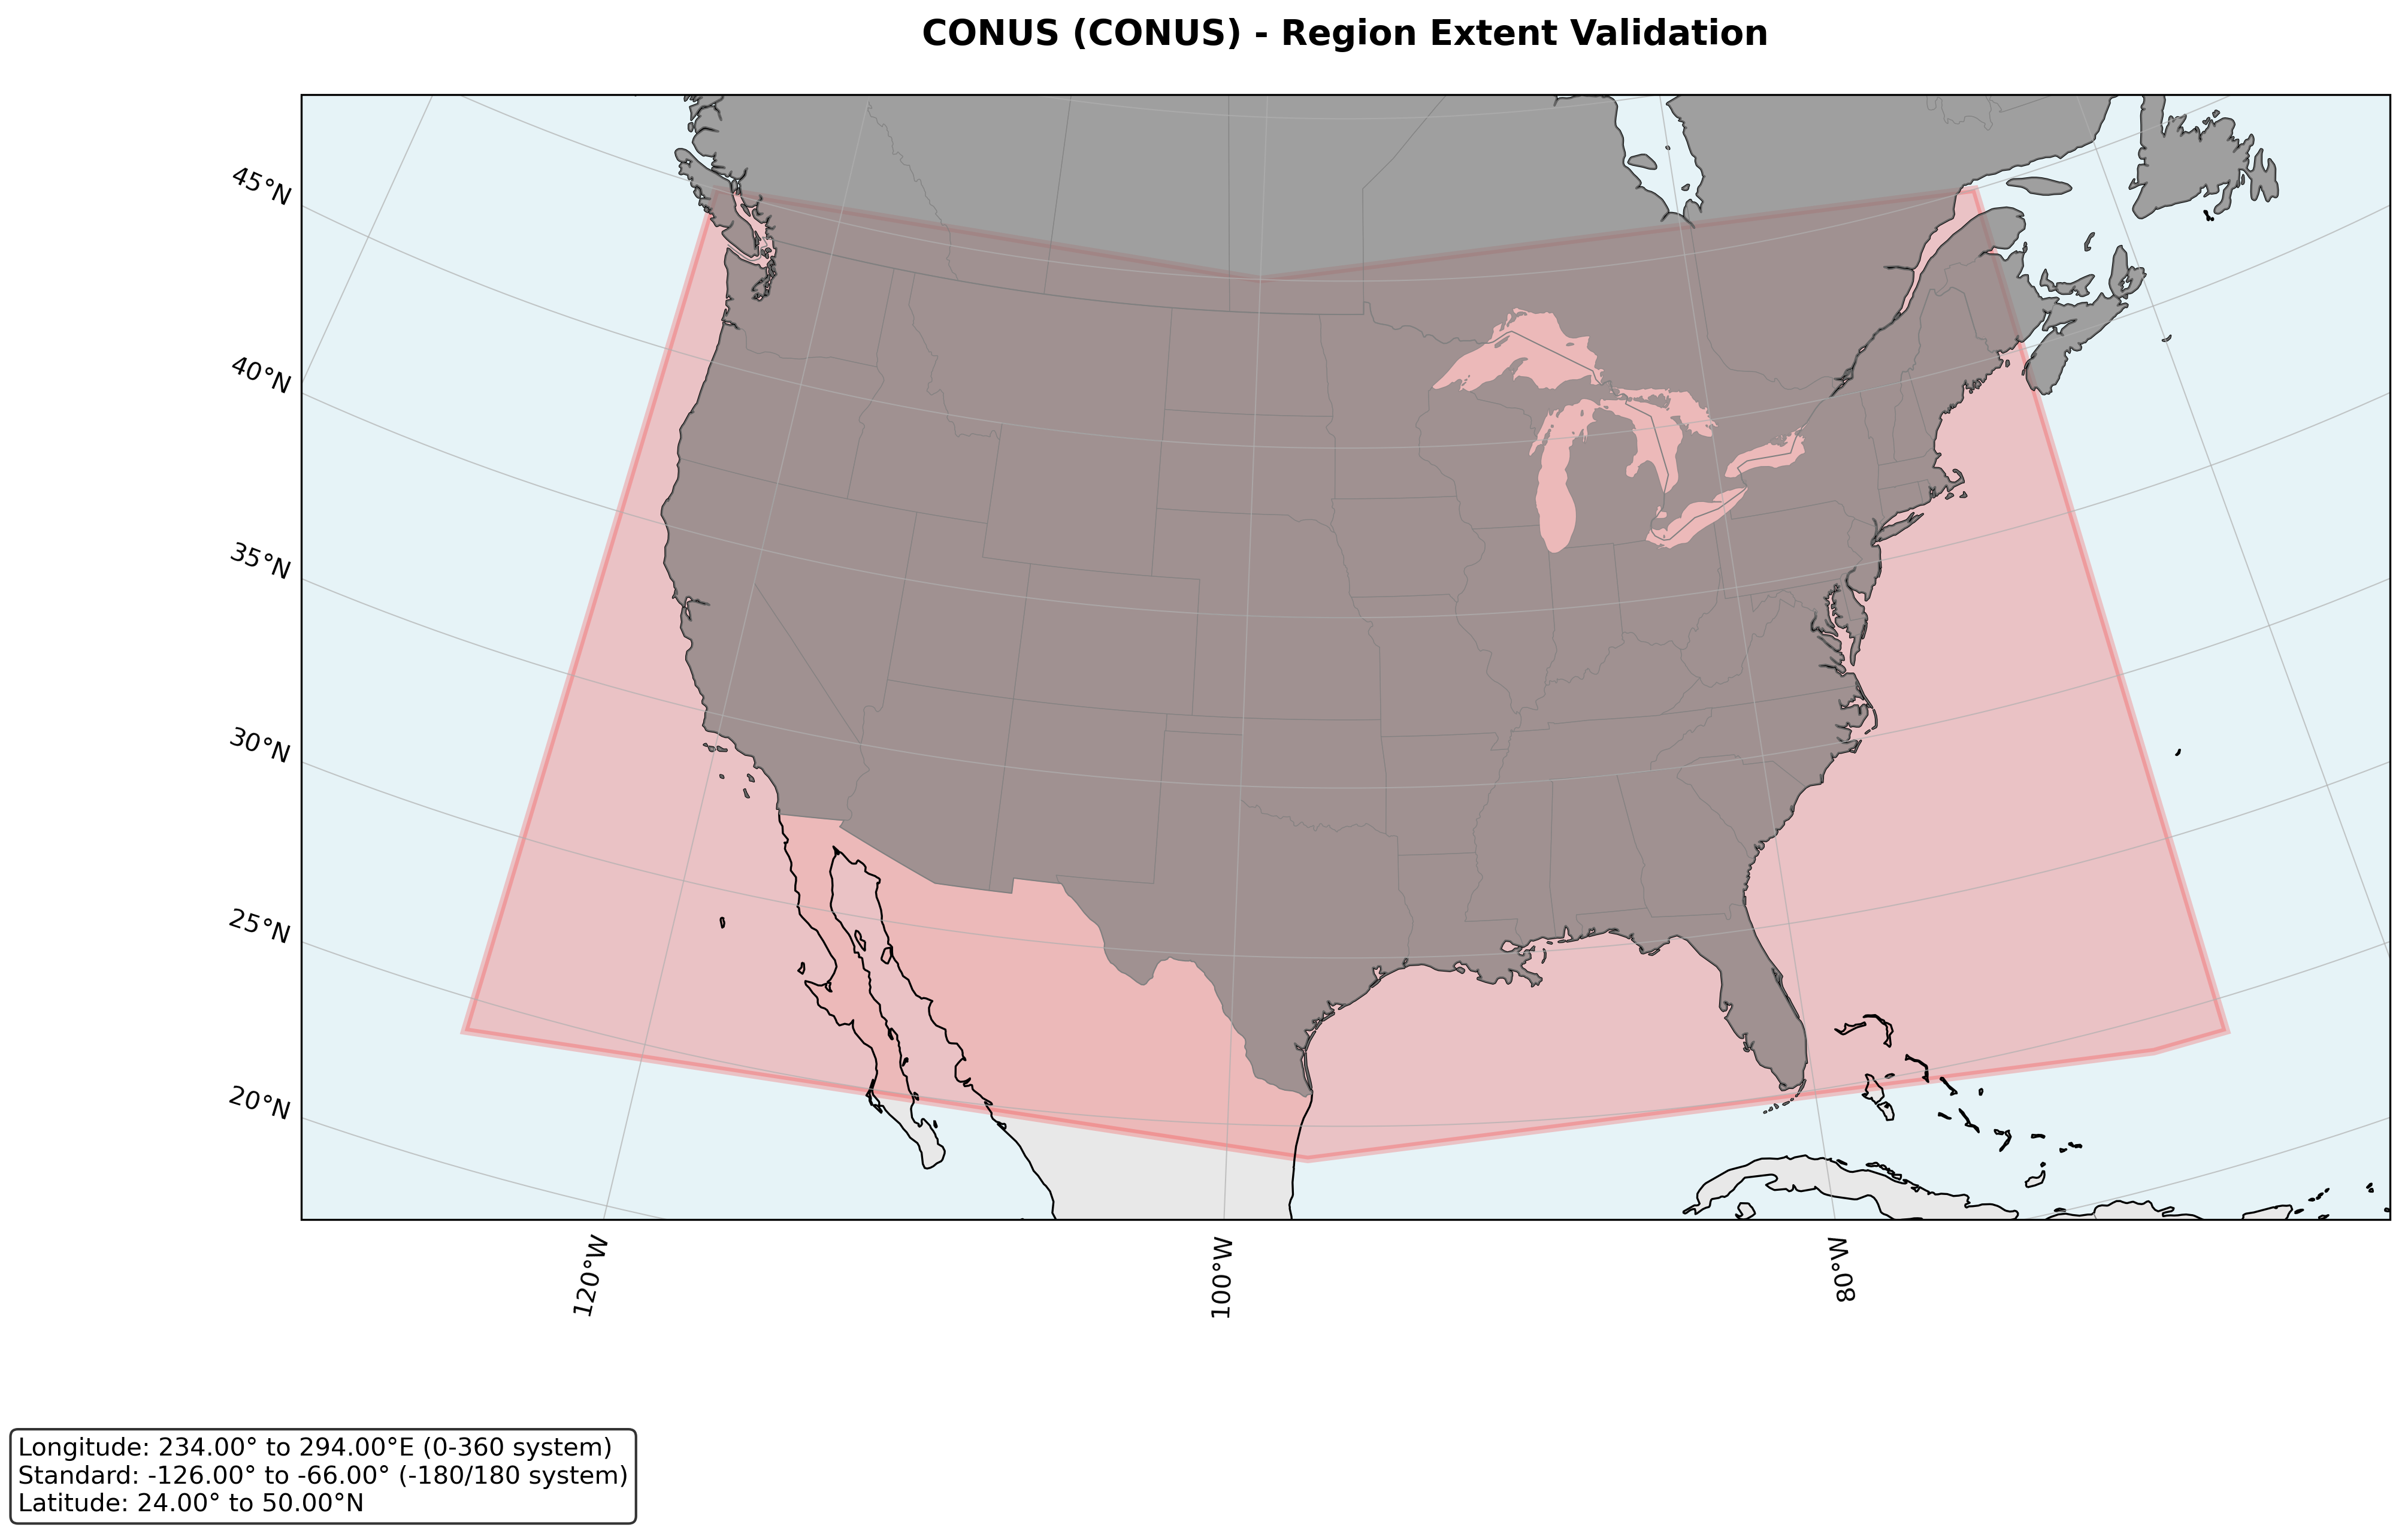 CONUS (CONUS) - Region Extent Validation
45°N
40°N
35°N
30°N
25°N
20°N
120°W
100°W
80°W
Longitude: 234.00° to 294.00°E (0-360 system)
Standard: -126.00° to -66.00° (-180/180 system)
Latitude: 24.00° to 50.00°N